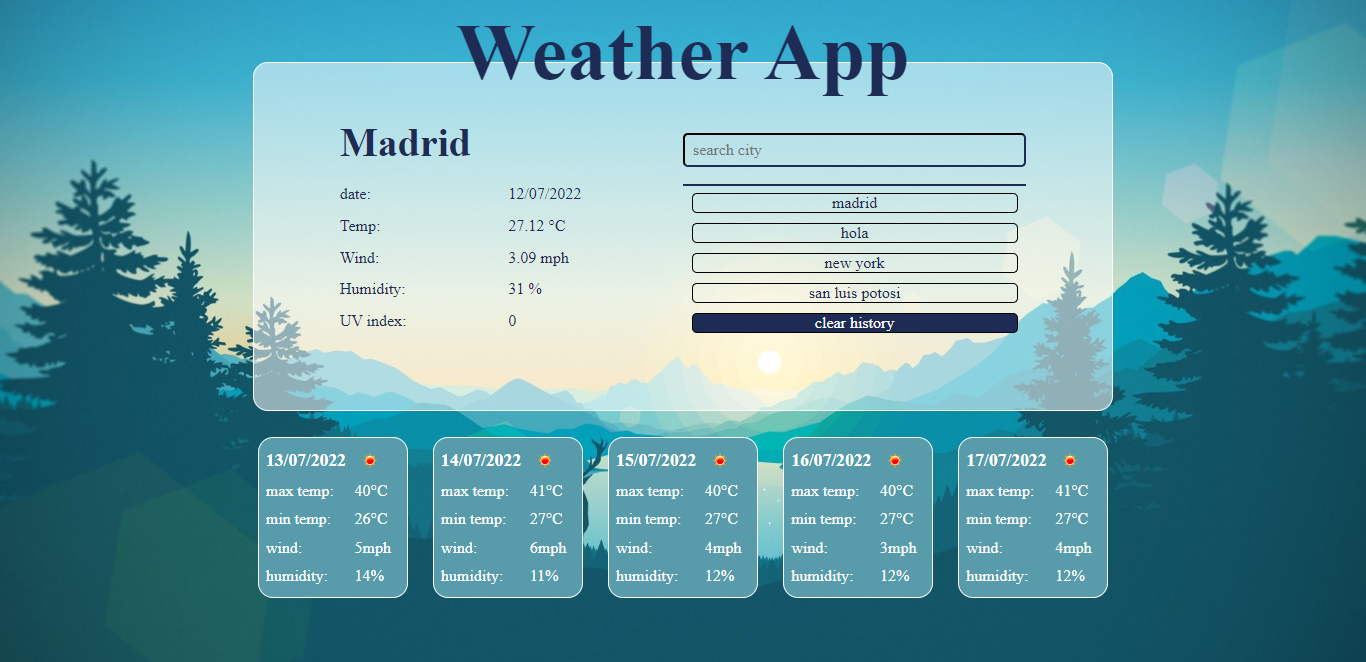 Weather App
Madrid
date: 12/07/2022
Temp: 27.12 °C
Wind: 3.09 mph
Humidity: 31 %
UV index: 0
search city
madrid
hola
new york
san luis potosi
clear history
13/07/2022
max temp: 40°C
min temp: 26°C
wind: 5mph
humidity: 14%
14/07/2022
max temp: 41°C
min temp: 27°C
wind: 6mph
humidity: 11%
15/07/2022
max temp: 40°C
min temp: 27°C
wind: 4mph
humidity: 12%
16/07/2022
max temp: 40°C
min temp: 27°C
wind: 3mph
humidity: 12%
17/07/2022
max temp: 41°C
min temp: 27°C
wind: 4mph
humidity: 12%